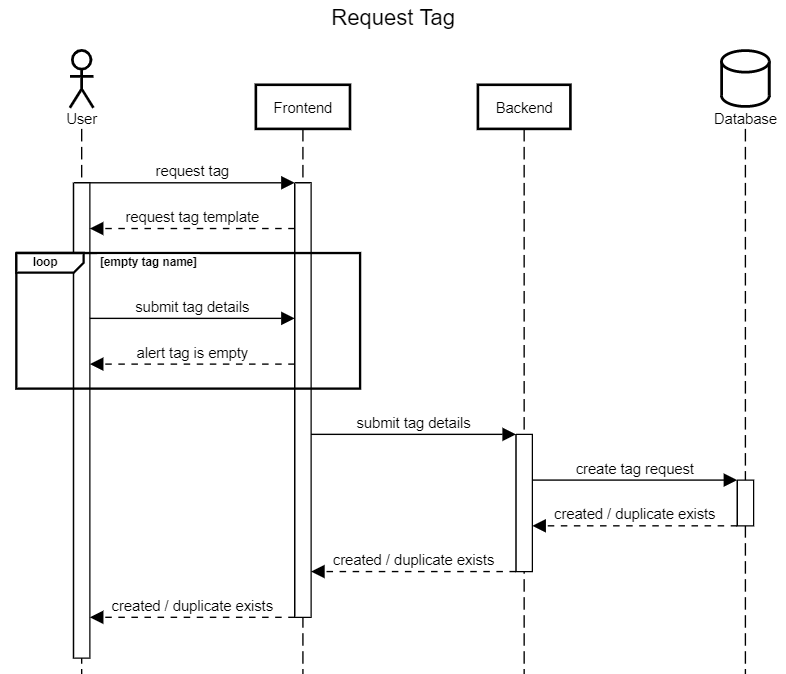 Request Tag
User
Frontend
Backend
Database
request tag
request tag template
loop
[empty tag name]
submit tag details
alert tag is empty
submit tag details
create tag request
created / duplicate exists
created / duplicate exists
created / duplicate exists